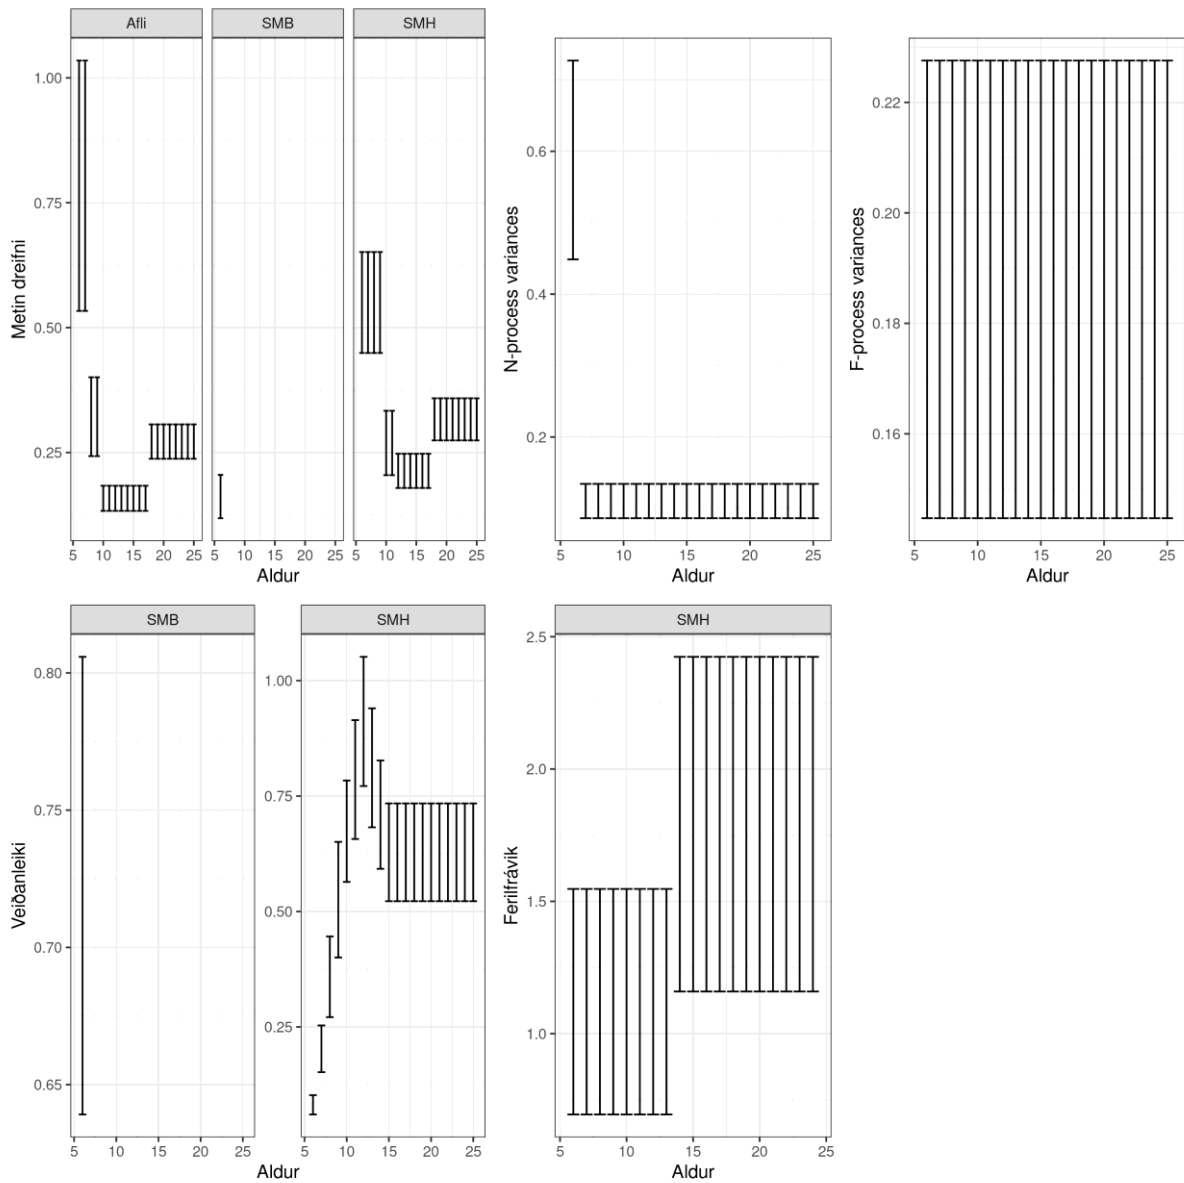 Afli SMB SMH
Metin dreifni
1.00
0.75
0.50
0.25
5 10 15 20 25 5 10 15 20 25 5 10 15 20 25
Aldur
N-process variances
0.6
0.4
0.2
5 10 15 20 25
Aldur
F-process variances
0.22
0.20
0.18
0.16
5 10 15 20 25
Aldur
SMB SMH
Veiðanleiki
0.80
0.75
0.70
0.65
5 10 15 20 25
1.00
0.75
0.50
0.25
5 10 15 20 25
Aldur
SMH
Ferilfrávik
2.5
2.0
1.5
1.0
5 10 15 20 25
Aldur